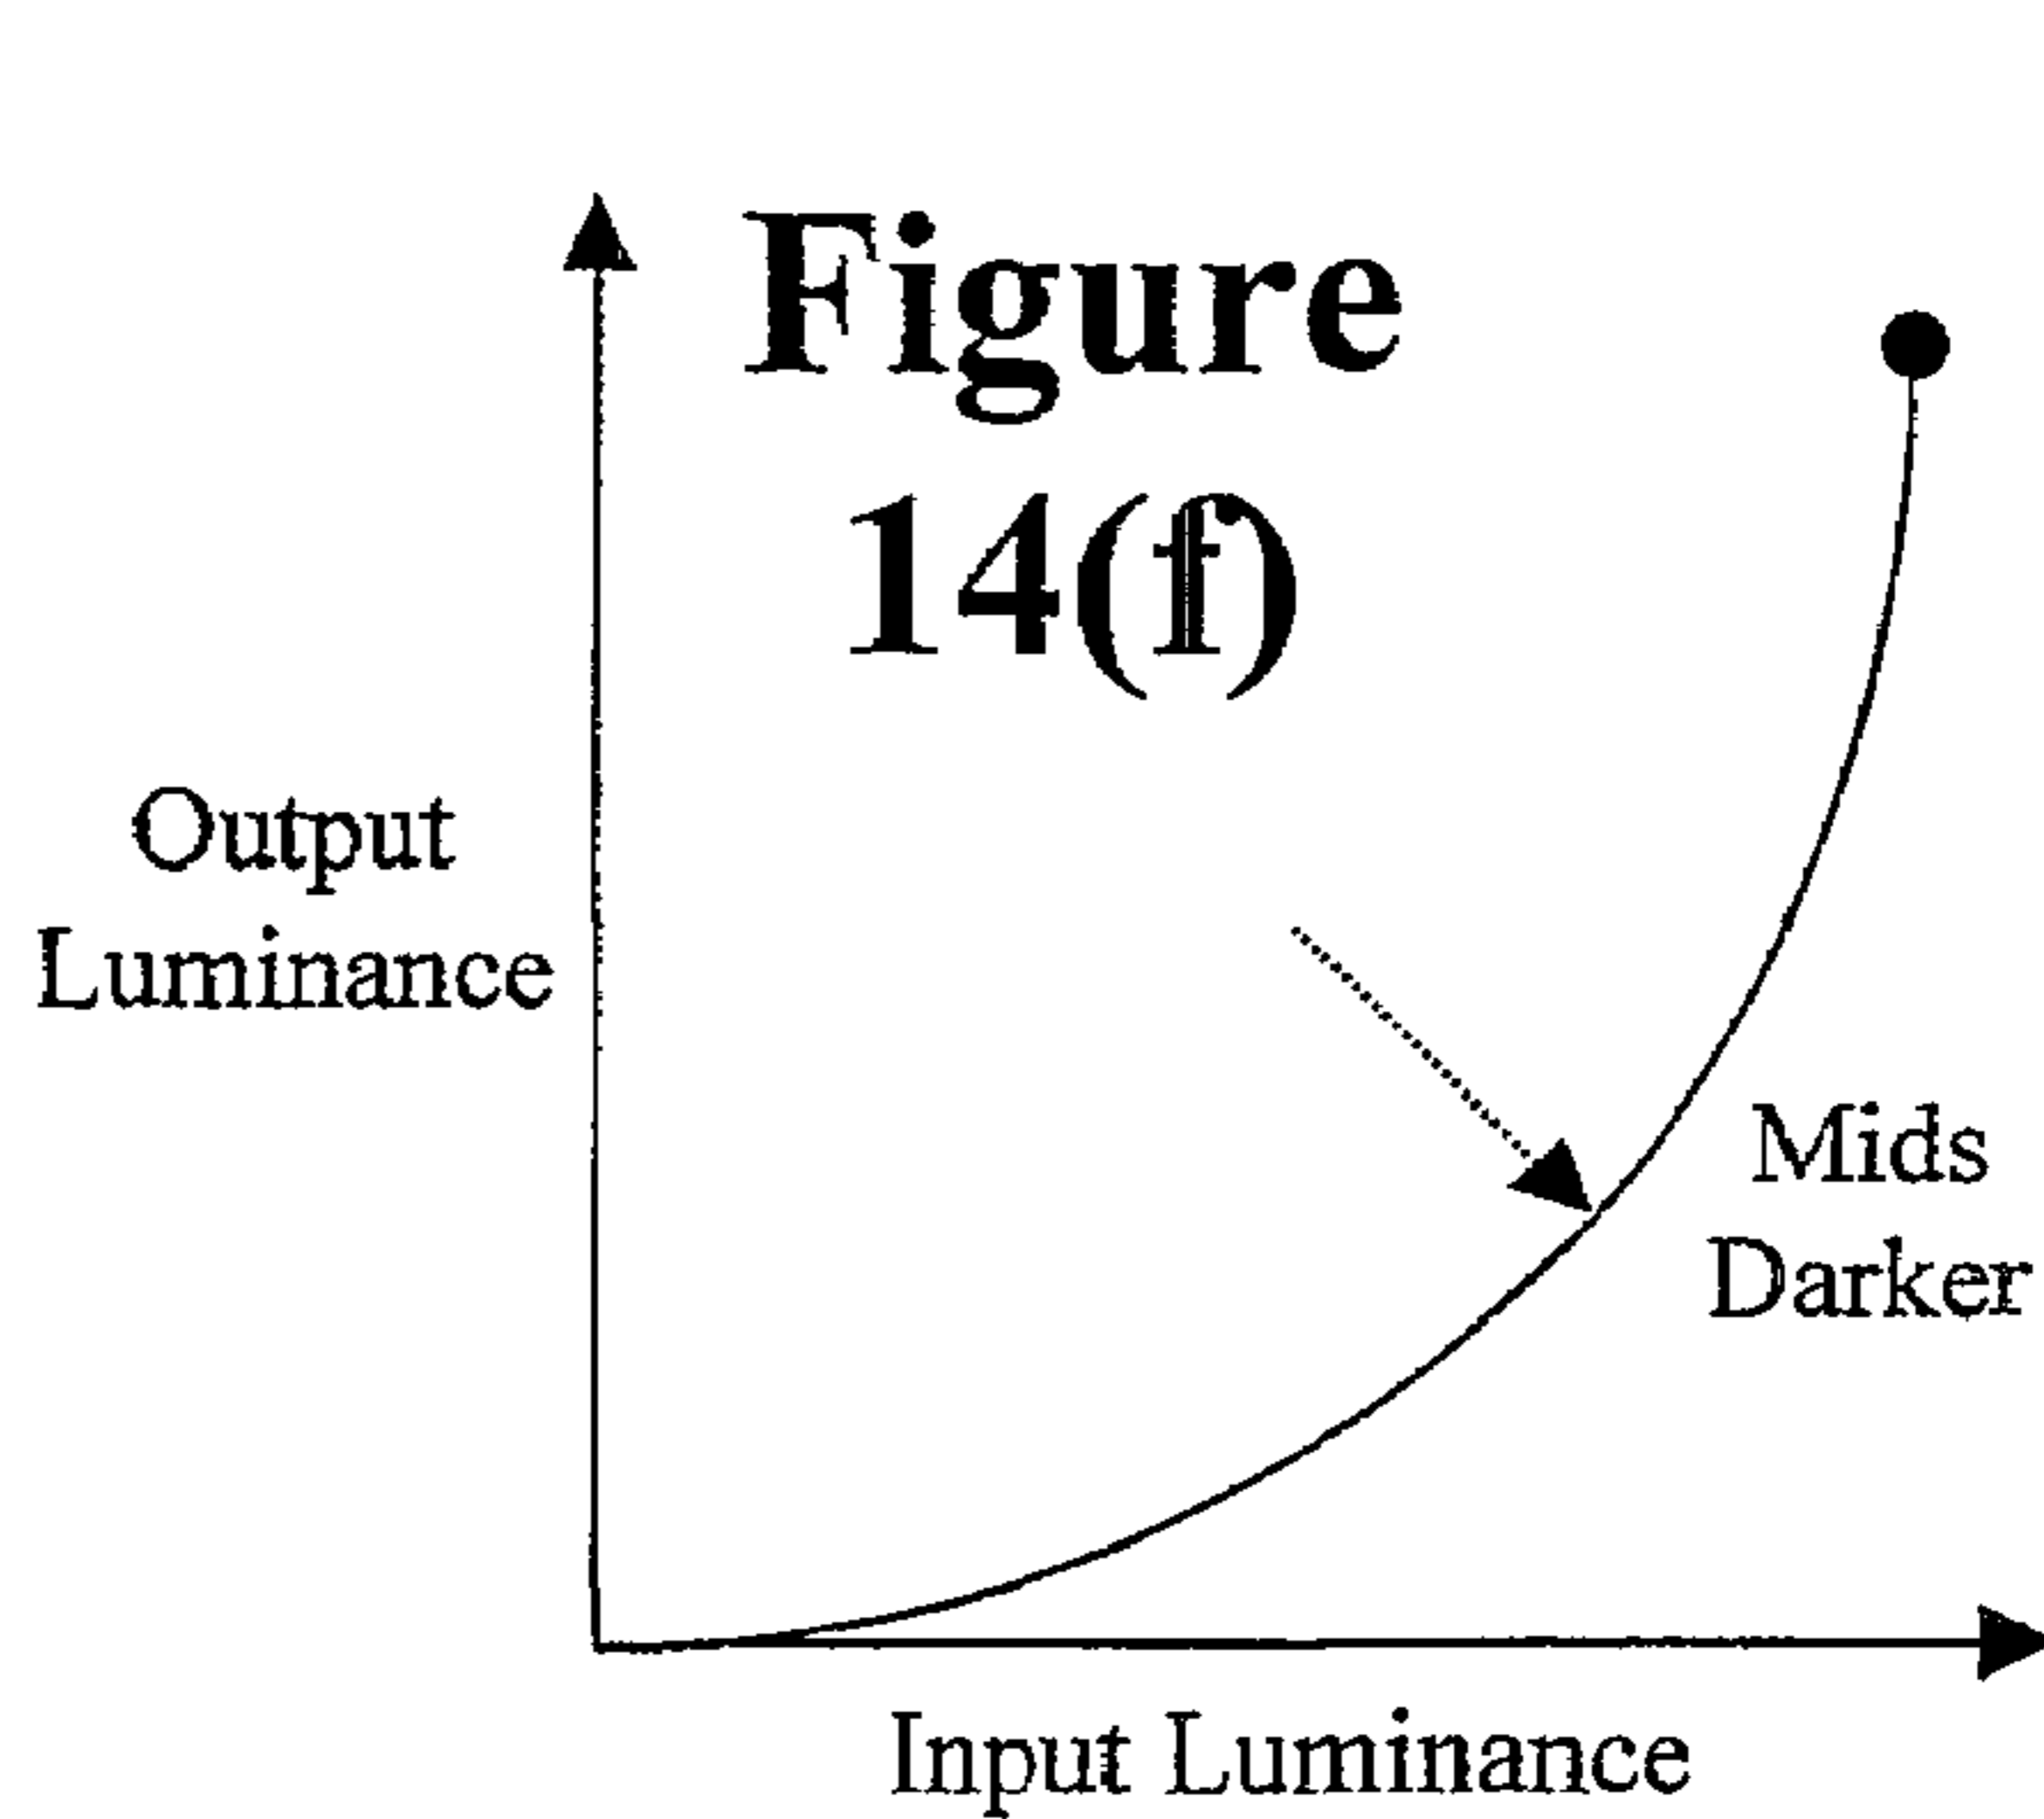 Figure
14(f)
Output
Luminance
Mids
Darker
Input Luminance